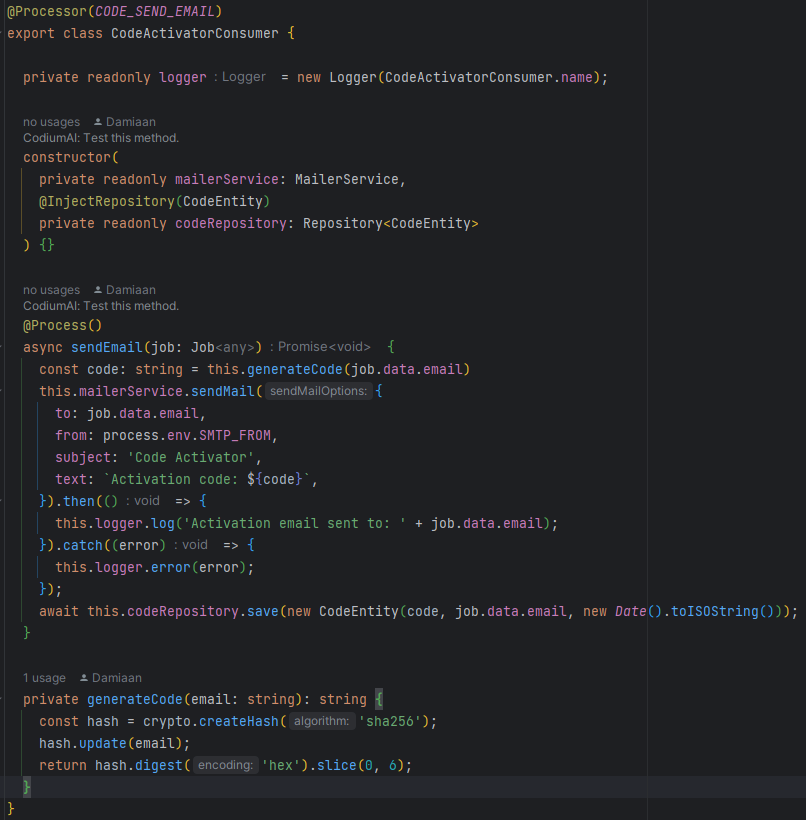 @Processor(CODE_SEND_EMAIL)
export class CodeActivatorConsumer {
private readonly logger : Logger = new Logger(CodeActivatorConsumer.name);
no usages Damiaan
CodiumAI: Test this method.
constructor(
private readonly mailerService: MailerService,
@InjectRepository(CodeEntity)
private readonly codeRepository: Repository<CodeEntity>
) {}
no usages Damiaan
CodiumAI: Test this method.
@Process()
async sendEmail(job: Job<any>) : Promise<void> {
const code: string = this.generateCode(job.data.email)
this.mailerService.sendMail( sendMailOptions: {
to: job.data.email,
from: process.env.SMTP_FROM,
subject: 'Code Activator',
text: `Activation code: ${code}`,
}).then(() : void => {
this.logger.log('Activation email sent to: ' + job.data.email);
}).catch((error) : void => {
this.logger.error(error);
});
await this.codeRepository.save(new CodeEntity(code, job.data.email, new Date().toISOString()));
}
1 usage Damiaan
private generateCode(email: string): string {
const hash = crypto.createHash( algorithm: 'sha256');
hash.update(email);
return hash.digest( encoding: 'hex').slice(0, 6);
}
}